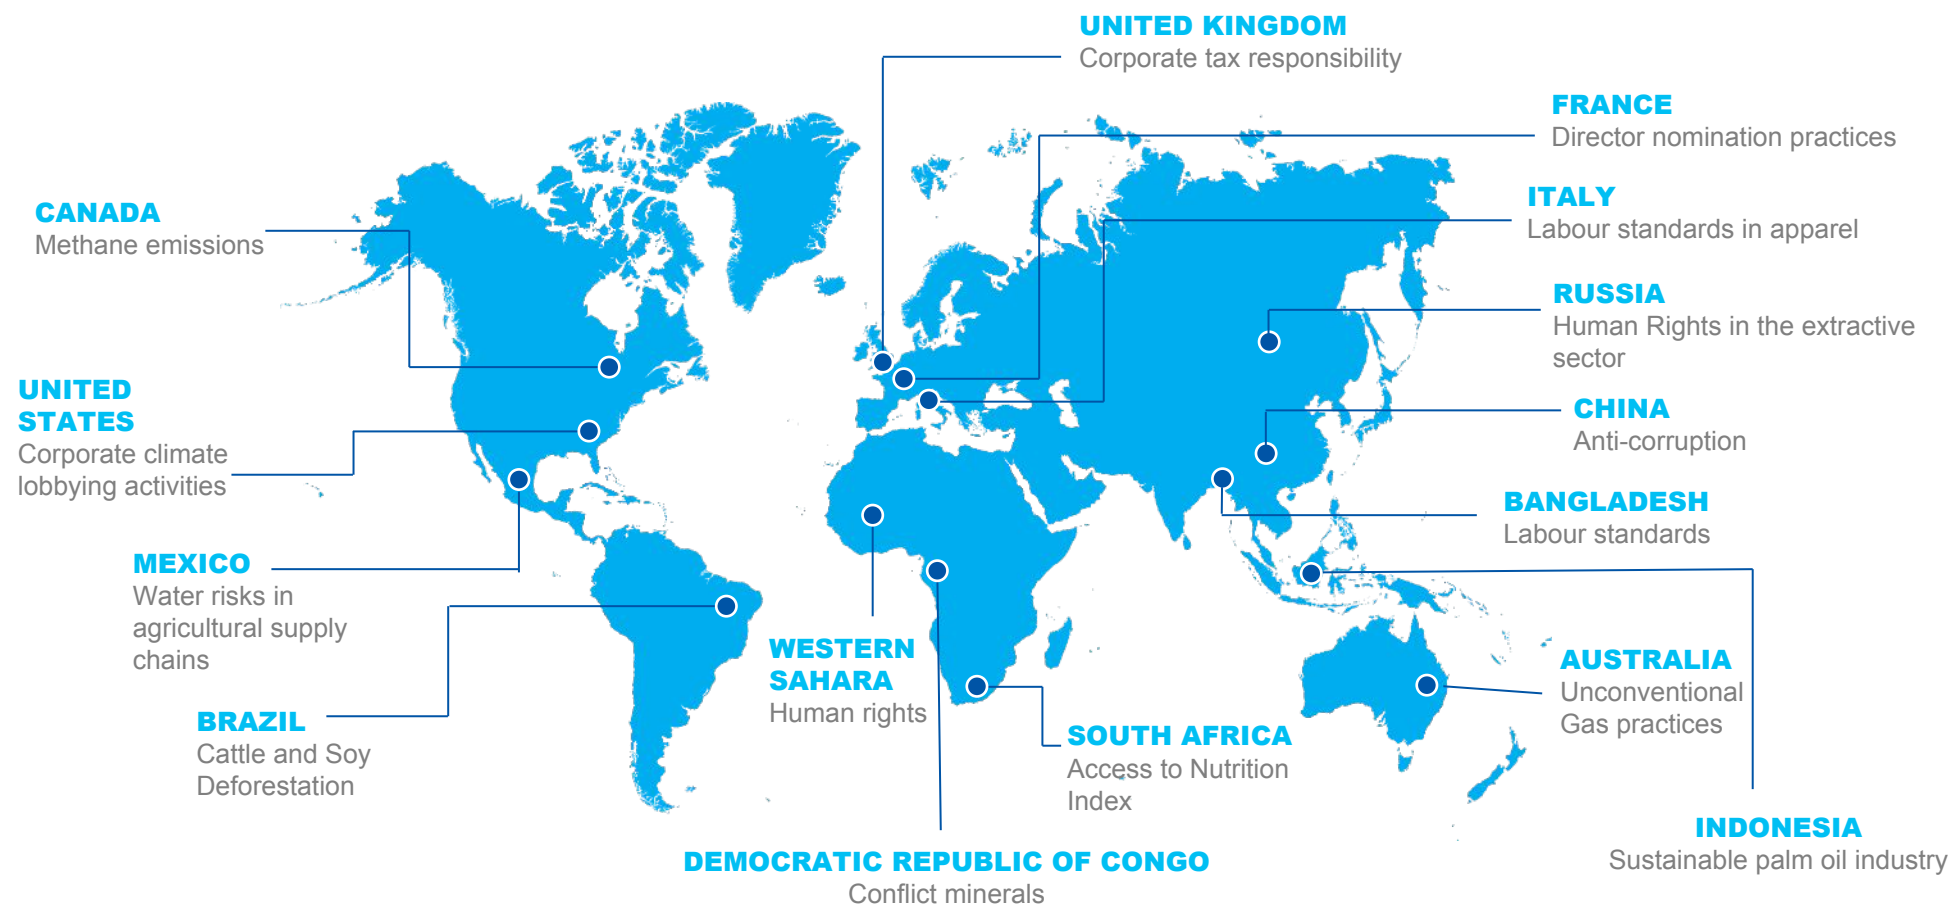 UNITED KINGDOM
Corporate tax responsibility
FRANCE
Director nomination practices
ITALY
Labour standards in apparel
CANADA
Methane emissions
RUSSIA
Human Rights in the extractive
sector
UNITED
STATES
Corporate climate
lobbying activities
CHINA
Anti-corruption
BANGLADESH
Labour standards
MEXICO
Water risks in
agricultural supply
chains
WESTERN
SAHARA
Human rights
AUSTRALIA
Unconventional
Gas practices
BRAZIL
Cattle and Soy
Deforestation
SOUTH AFRICA
Access to Nutrition
Index
INDONESIA
Sustainable palm oil industry
DEMOCRATIC REPUBLIC OF CONGO
Conflict minerals